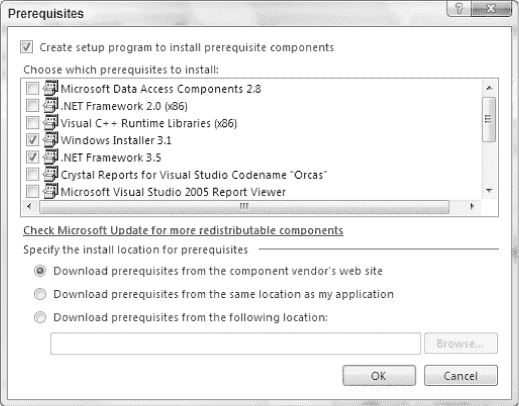 Prerequisites
Create setup program to install prerequisite components
Choose which prerequisites to install:
Microsoft Data Access Components 2.8
.NET Framework 2.0 (x86)
Visual C++ Runtime Libraries (x86)
Windows Installer 3.1
.NET Framework 3.5
Crystal Reports for Visual Studio Codename "Orcas"
Microsoft Visual Studio 2005 Report Viewer
Check Microsoft Update for more redistributable components
Specify the install location for prerequisites
Download prerequisites from the component vendor's web site
Download prerequisites from the same location as my application
Download prerequisites from the following location:
Browse...
OK Cancel